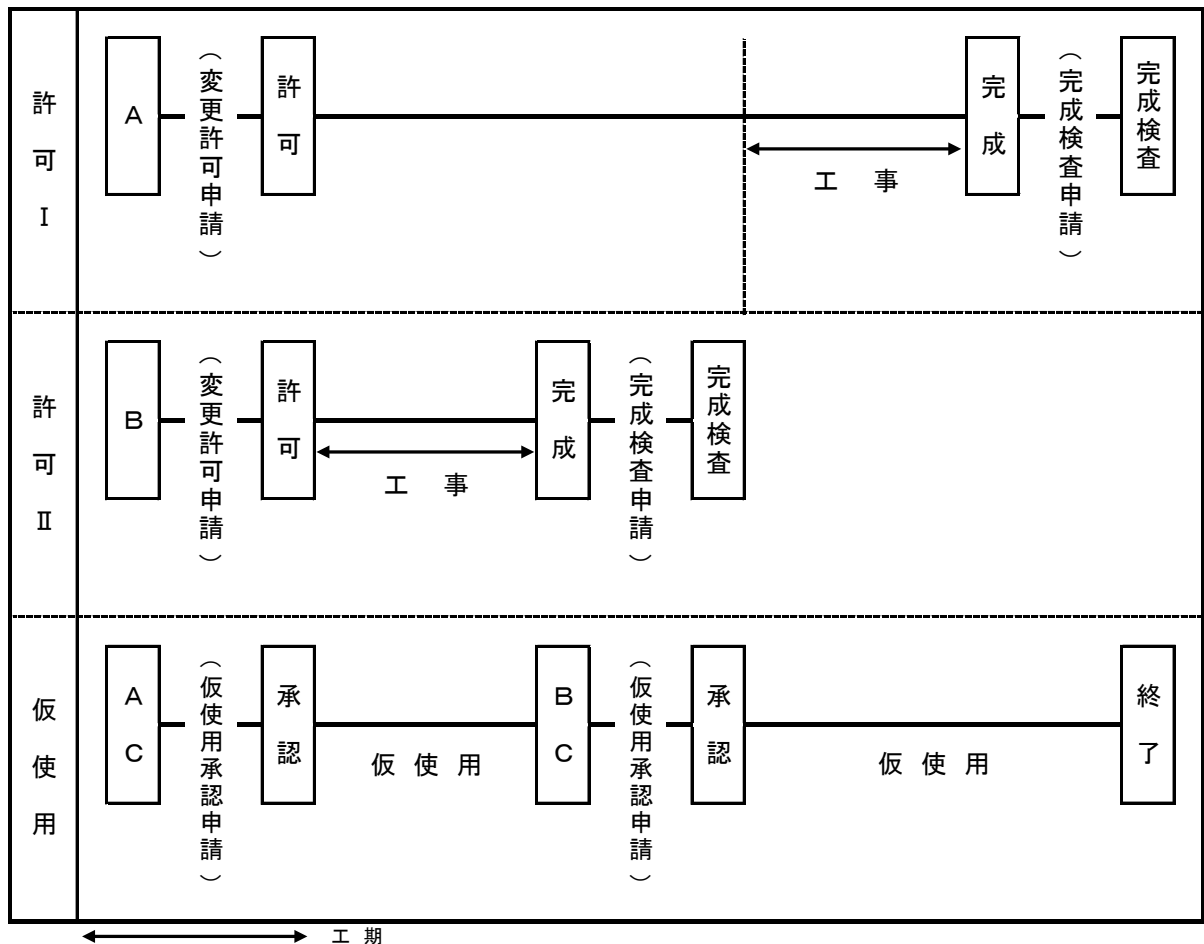 許可Ⅰ
A
（変更許可申請）
許可
工事
完成
（完成検査申請）
完成検査
許可Ⅱ
B
（変更許可申請）
許可
工事
完成
（完成検査申請）
完成検査
仮使用
AC
（仮使用承認申請）
承認
仮使用
BC
（仮使用承認申請）
承認
仮使用
終了
工期